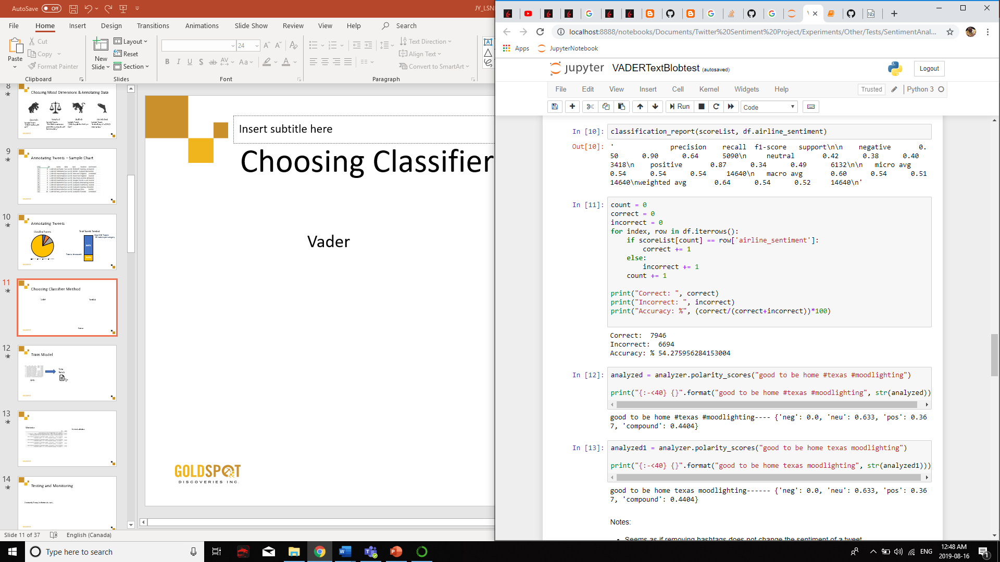 AutoSave Off
JY_LSN
File Home Insert Design Transitions Animations Slide Show Review View Help Search
Paste
Cut
Copy
Format Painter
Clipboard
New
Slide
Layout
Reset
Section
Slides
24
B I U S ab AV Aa A
Font
Text Direction
Align Text
Convert to SmartArt
Paragraph
8
Choosing Mood Dimensions & Annotating Data
9
Annotating Tweets – Sample Chart
10
Annotating Tweets
11
Choosing Classifier Method
12
Train Model
13
14
Testing and Monitoring
Insert subtitle here
Choosing Classifier
Vader
GOLDSPOT
DISCOVERIES INC.
Slide 11 of 37 English (Canada)
localhost:8888/notebooks/Documents/Twitter%20Sentiment%20Project/Experiments/Other/Tests/SentimentAnal...
Apps JupyterNotebook
jupyter VADERTextBlobtest (autosaved)
Logout
File Edit View Insert Cell Kernel Widgets Help
Trusted Python 3
Run Code
In [10]: classification_report(scoreList, df.airline_sentiment)
Out[10]: ' precision recall f1-score support\n\n negative 0.
50 0.90 0.64 5090\n neutral 0.42 0.38 0.40
3418\n positive 0.87 0.34 0.49 6132\n\n micro avg
0.54 0.54 0.54 14640\n macro avg 0.60 0.54 0.51
14640\nweighted avg 0.64 0.54 0.52 14640\n'
In [11]: count = 0
correct = 0
incorrect = 0
for index, row in df.iterrows():
if scoreList[count] == row['airline_sentiment']:
correct += 1
else:
incorrect += 1
count += 1
print("Correct: ", correct)
print("Incorrect: ", incorrect)
print("Accuracy: %", (correct/(correct+incorrect))*100)
Correct:  7946
Incorrect:  6694
Accuracy: % 54.275956284153004
In [12]: analyzed = analyzer.polarity_scores("good to be home #texas #moodlighting")
print("{:-<40} {}".format("good to be home #texas #moodlighting", str(analyzed))
good to be home #texas #moodlighting---- {'neg': 0.0, 'neu': 0.633, 'pos': 0.36
7, 'compound': 0.4404}
In [13]: analyzed1 = analyzer.polarity_scores("good to be home texas moodlighting")
print("{:-<40} {}".format("good to be home texas moodlighting", str(analyzed1)))
good to be home texas moodlighting------ {'neg': 0.0, 'neu': 0.633, 'pos': 0.36
7, 'compound': 0.4404}
Notes:
Seems as if removing hashtags does not change the sentiment of a tweet
Type here to search
ENG
12:48 AM
2019-08-16
1